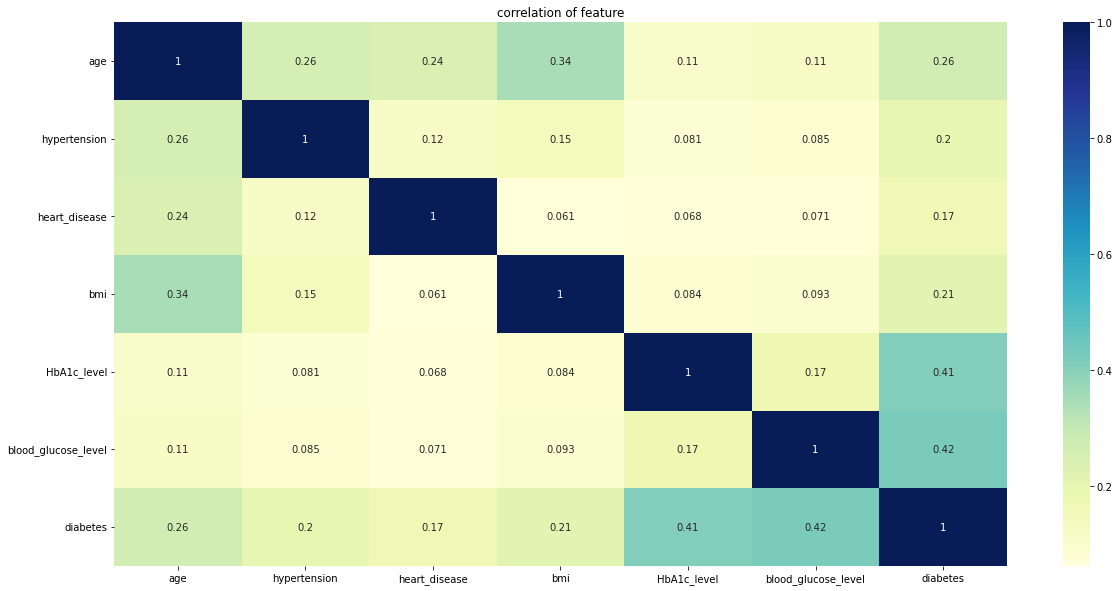 correlation of feature
age 1 0.26 0.24 0.34 0.11 0.11 0.26
hypertension 0.26 1 0.12 0.15 0.081 0.085 0.2
heart_disease 0.24 0.12 1 0.061 0.068 0.071 0.17
bmi 0.34 0.15 0.061 1 0.084 0.093 0.21
HbA1c_level 0.11 0.081 0.068 0.084 1 0.17 0.41
blood_glucose_level 0.11 0.085 0.071 0.093 0.17 1 0.42
diabetes 0.26 0.2 0.17 0.21 0.41 0.42 1
age hypertension heart_disease bmi HbA1c_level blood_glucose_level diabetes
1.0
0.8
0.6
0.4
0.2